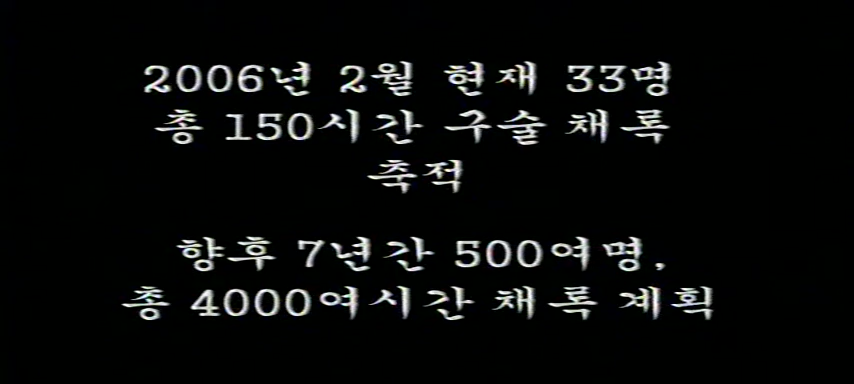 2006년 2월 현재 33명
총 150시간 구술 채록
축적
향후 7년간 500여명,
총 4000여시간 채록 계획